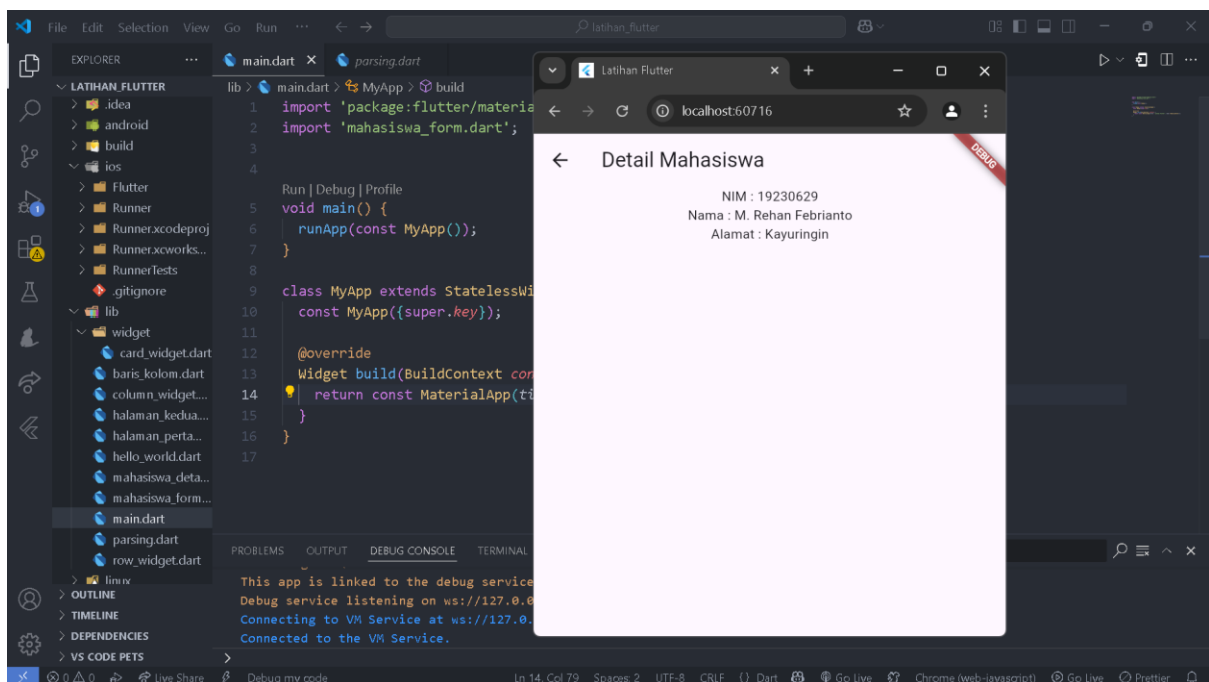 File Edit Selection View Go Run ··· latihan_flutter
EXPLORER ···
LATIHAN_FLUTTER
.idea
android
build
ios
Flutter
Runner
Runner.xcodeproj
Runner.xcworks...
RunnerTests
.gitignore
lib
widget
card_widget.dart
baris_kolom.dart
column_widget....
halaman_kedua....
halaman_perta...
hello_world.dart
mahasiswa_deta...
mahasiswa_form...
main.dart
parsing.dart
row_widget.dart
linux
OUTLINE
TIMELINE
DEPENDENCIES
VS CODE PETS
1
main.dart parsing.dart
lib > main.dart > MyApp > build
1 import 'package:flutter/materia
2 import 'mahasiswa_form.dart';
3
4
Run | Debug | Profile
5 void main() {
6 runApp(const MyApp());
7 }
8
9 class MyApp extends StatelessWi
10 const MyApp({super.key});
11
12 @override
13 Widget build(BuildContext con
14 return const MaterialApp(ti
15 }
16 }
17
PROBLEMS OUTPUT DEBUG CONSOLE TERMINAL
This app is linked to the debug service
Debug service listening on ws://127.0.0
Connecting to VM Service at ws://127.0.
Connected to the VM Service.
>
Latihan Flutter
localhost:60716
Detail Mahasiswa
DEBUG
NIM : 19230629
Nama : M. Rehan Febrianto
Alamat : Kayuringin
0 0 Live Share Debug my code Ln 14, Col 79 Spaces: 2 UTF-8 CRLF {} Dart Go Live Chrome (web-javascript) Go Live Prettier